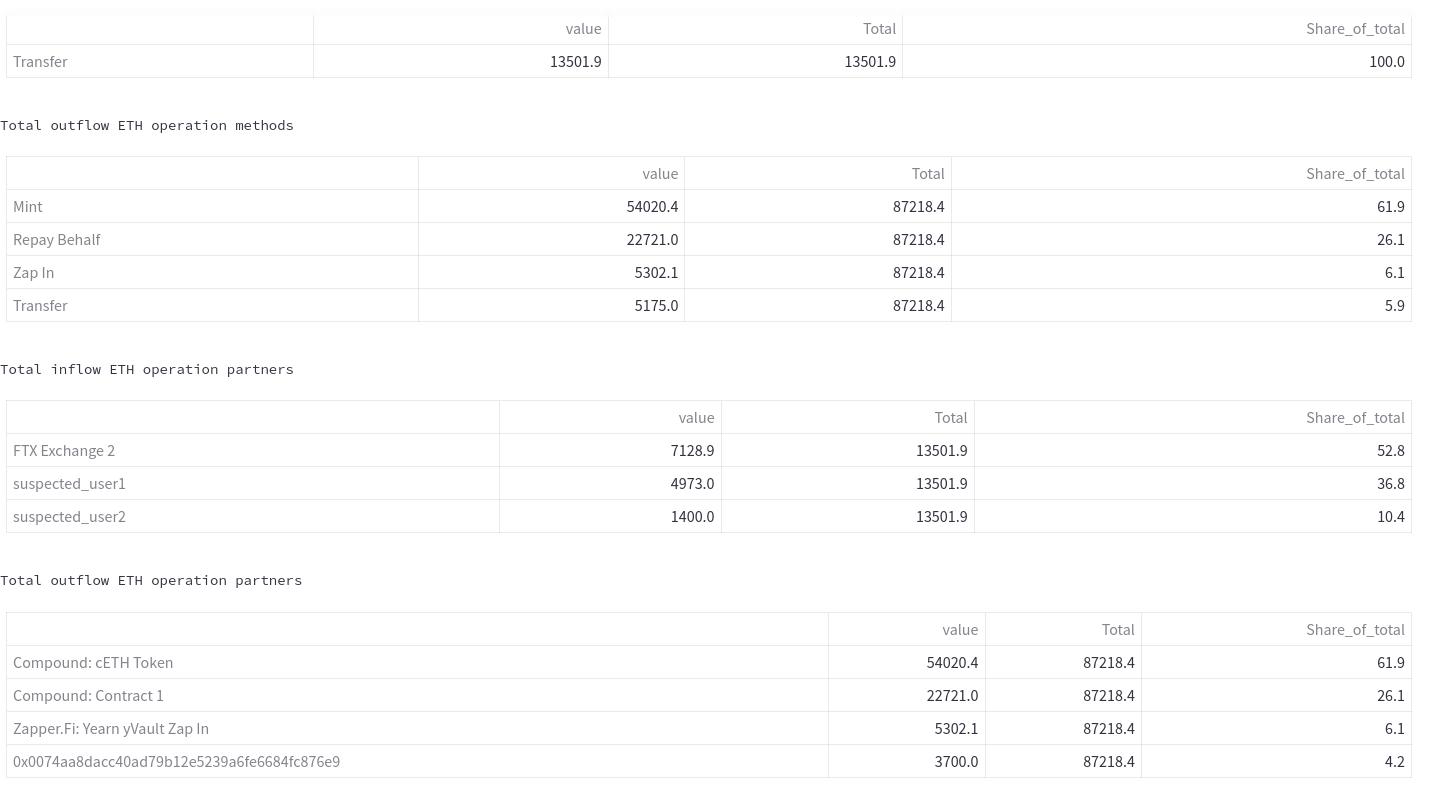 value Total Share_of_total
Transfer 13501.9 13501.9 100.0
Total outflow ETH operation methods
value Total Share_of_total
Mint 54020.4 87218.4 61.9
Repay Behalf 22721.0 87218.4 26.1
Zap In 5302.1 87218.4 6.1
Transfer 5175.0 87218.4 5.9
Total inflow ETH operation partners
value Total Share_of_total
FTX Exchange 2 7128.9 13501.9 52.8
suspected_user1 4973.0 13501.9 36.8
suspected_user2 1400.0 13501.9 10.4
Total outflow ETH operation partners
value Total Share_of_total
Compound: cETH Token 54020.4 87218.4 61.9
Compound: Contract 1 22721.0 87218.4 26.1
Zapper.Fi: Yearn yVault Zap In 5302.1 87218.4 6.1
0x0074aa8dacc40ad79b12e5239a6fe6684fc876e9 3700.0 87218.4 4.2